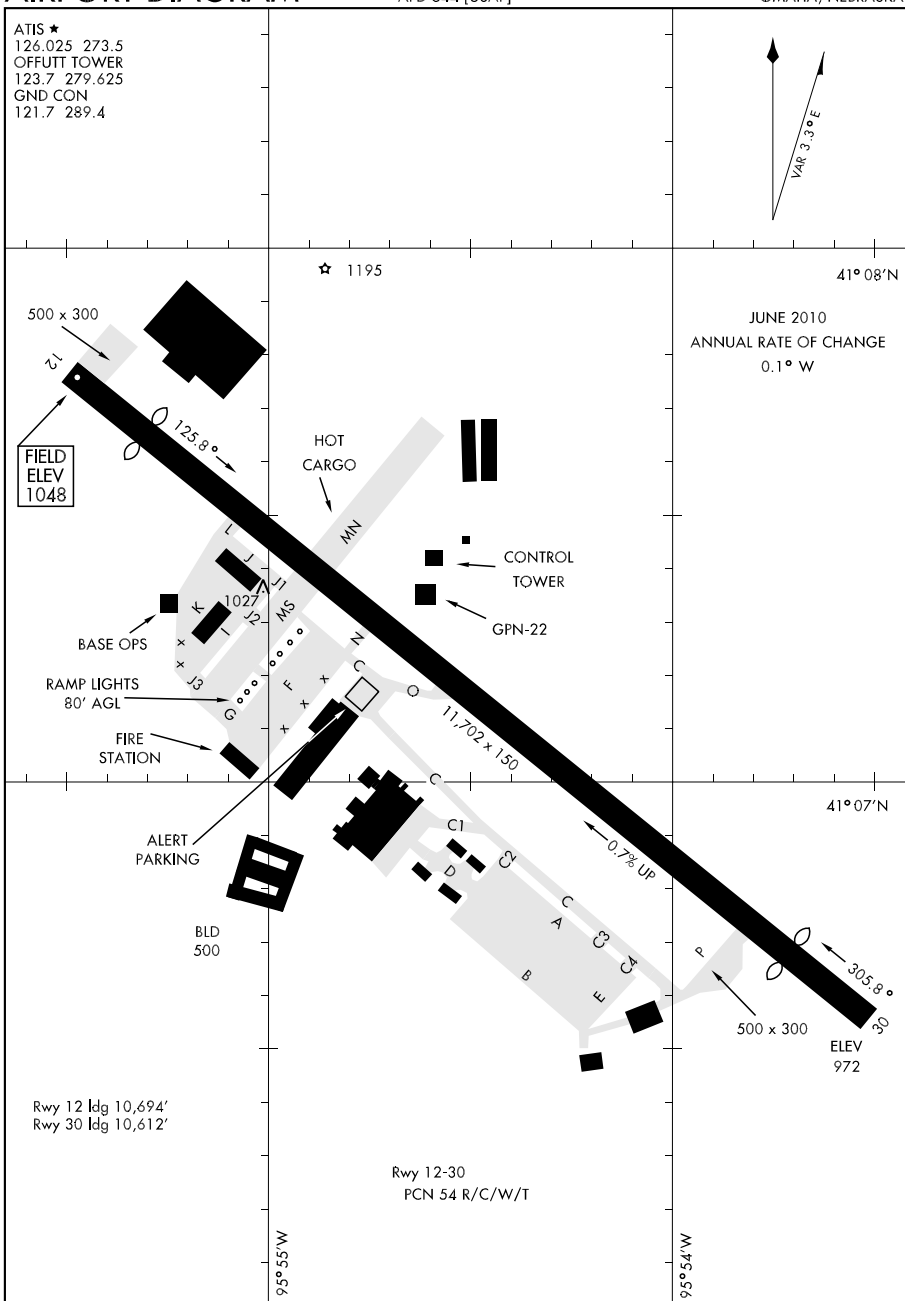 ATIS ★
126.025 273.5
OFFUTT TOWER
123.7 279.625
GND CON
121.7 289.4
VAR 3.3° E
1195
41° 08'N
500 x 300
JUNE 2010
ANNUAL RATE OF CHANGE
0.1° W
12
125.8°
FIELD
ELEV
1048
HOT
CARGO
MN
L
J
J1
CONTROL
TOWER
1027
J2
MS
K
I
GPN-22
BASE OPS
N
C
X
X
J3
F
X
X
X
O
RAMP LIGHTS
80' AGL
G
11,702 x 150
FIRE
STATION
C
41° 07'N
ALERT
PARKING
C1
C2
D
0.7% UP
C
A
C3
C4
BLD
500
B
E
P
305.8°
500 x 300
30
ELEV
972
Rwy 12 ldg 10,694'
Rwy 30 ldg 10,612'
Rwy 12-30
PCN 54 R/C/W/T
95° 55'W
95° 54'W